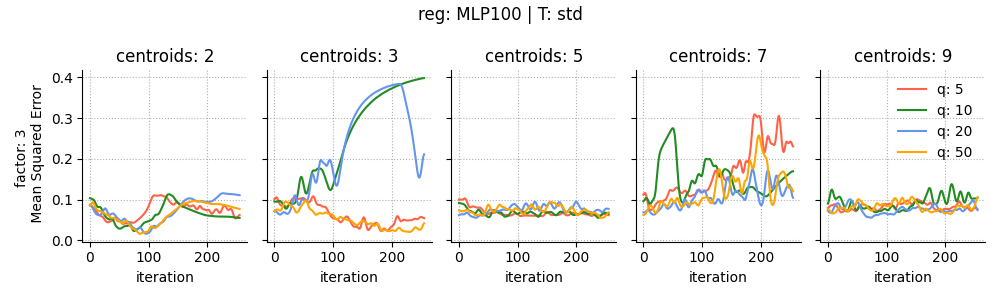 reg: MLP100 | T: std
centroids: 2
centroids: 3
centroids: 5
centroids: 7
centroids: 9
factor: 3
Mean Squared Error
0.4
0.3
0.2
0.1
0.0
q: 5
q: 10
q: 20
q: 50
0 100 200
0 100 200
0 100 200
0 100 200
0 100 200
iteration
iteration
iteration
iteration
iteration